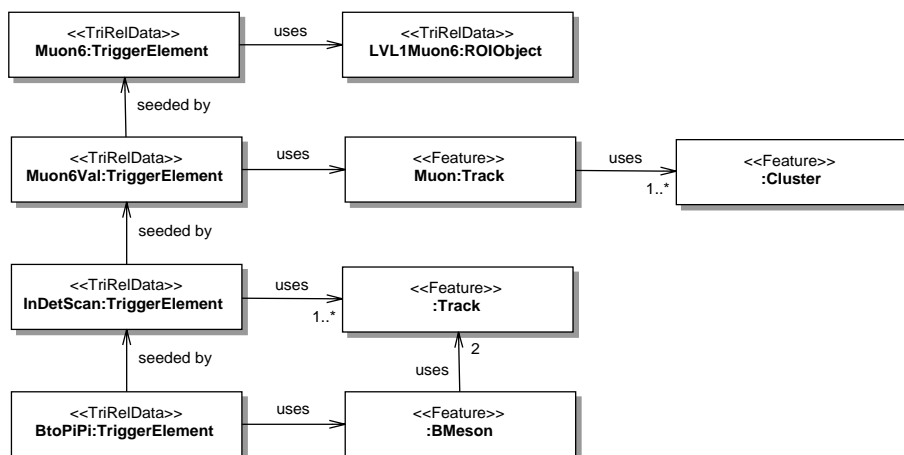 <<TriRelData>>
Muon6:TriggerElement
uses
<<TriRelData>>
LVL1Muon6:ROIObject
seeded by
<<TriRelData>>
Muon6Val:TriggerElement
uses
<<Feature>>
Muon:Track
uses
1..*
<<Feature>>
:Cluster
seeded by
<<TriRelData>>
InDetScan:TriggerElement
uses
1..*
<<Feature>>
:Track
seeded by
2
uses
<<TriRelData>>
BtoPiPi:TriggerElement
uses
<<Feature>>
:BMeson